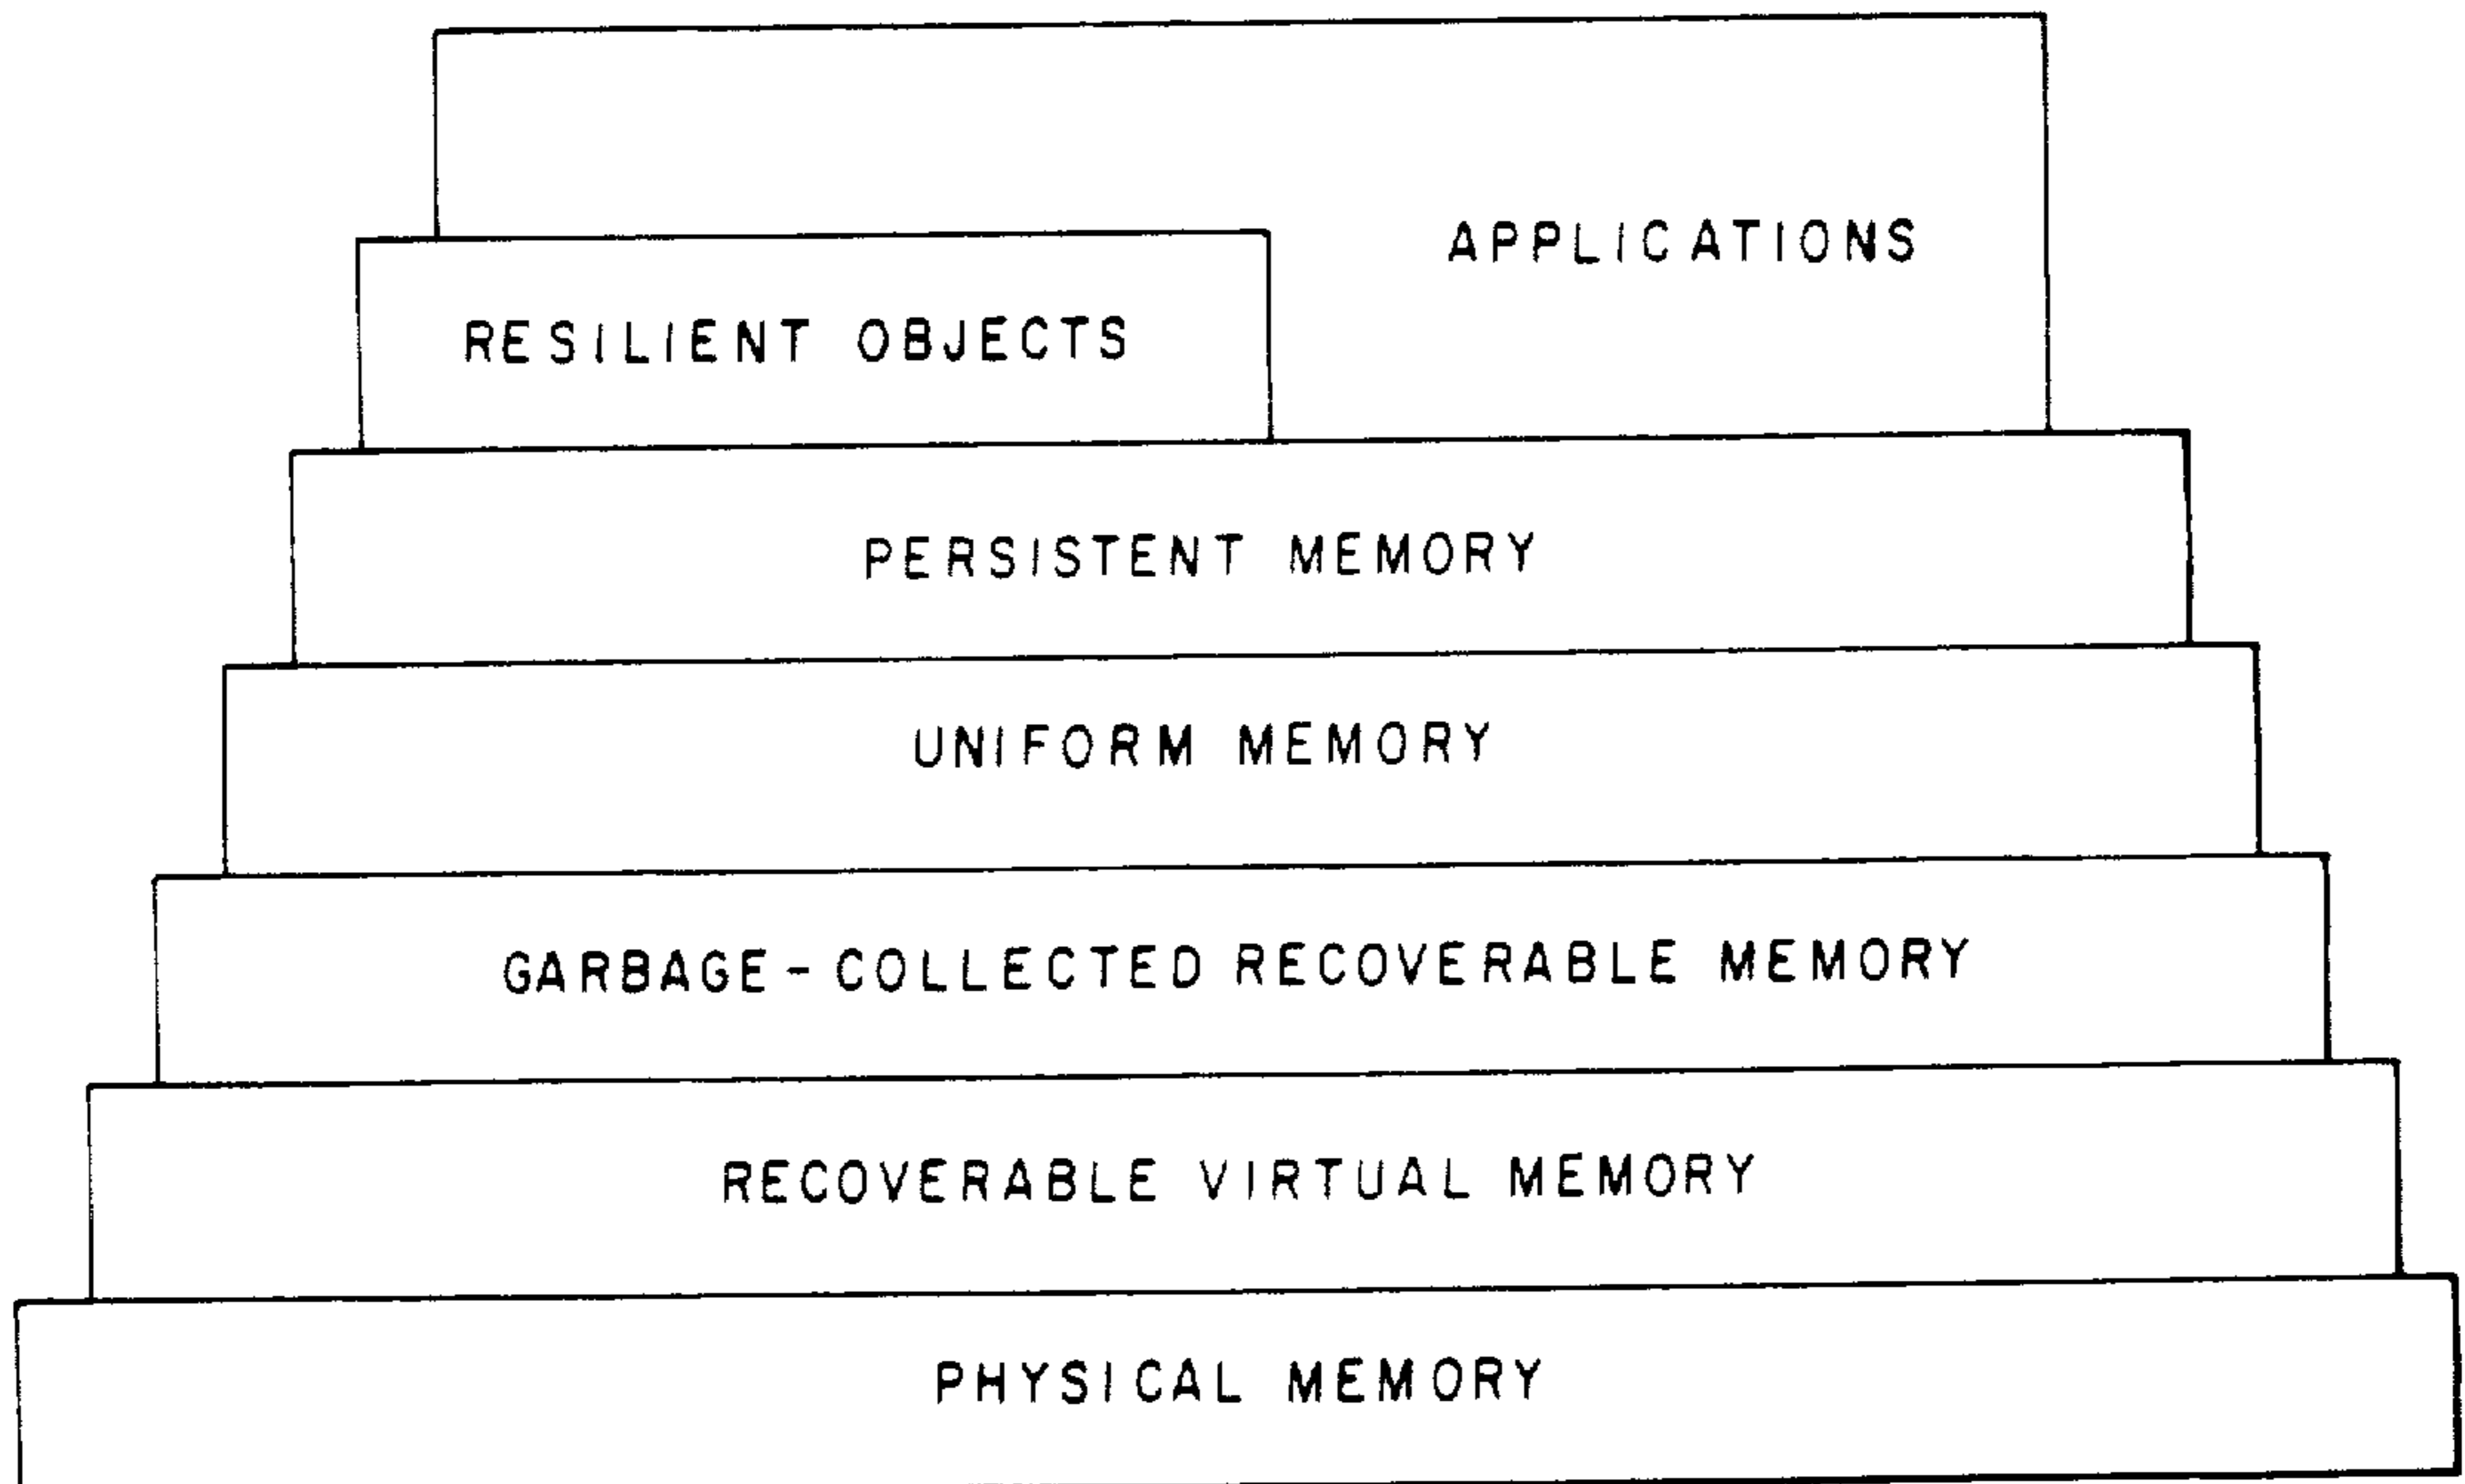 APPLICATIONS
RESILIENT OBJECTS
PERSISTENT MEMORY
UNIFORM MEMORY
GARBAGE-COLLECTED RECOVERABLE MEMORY
RECOVERABLE VIRTUAL MEMORY
PHYSICAL MEMORY